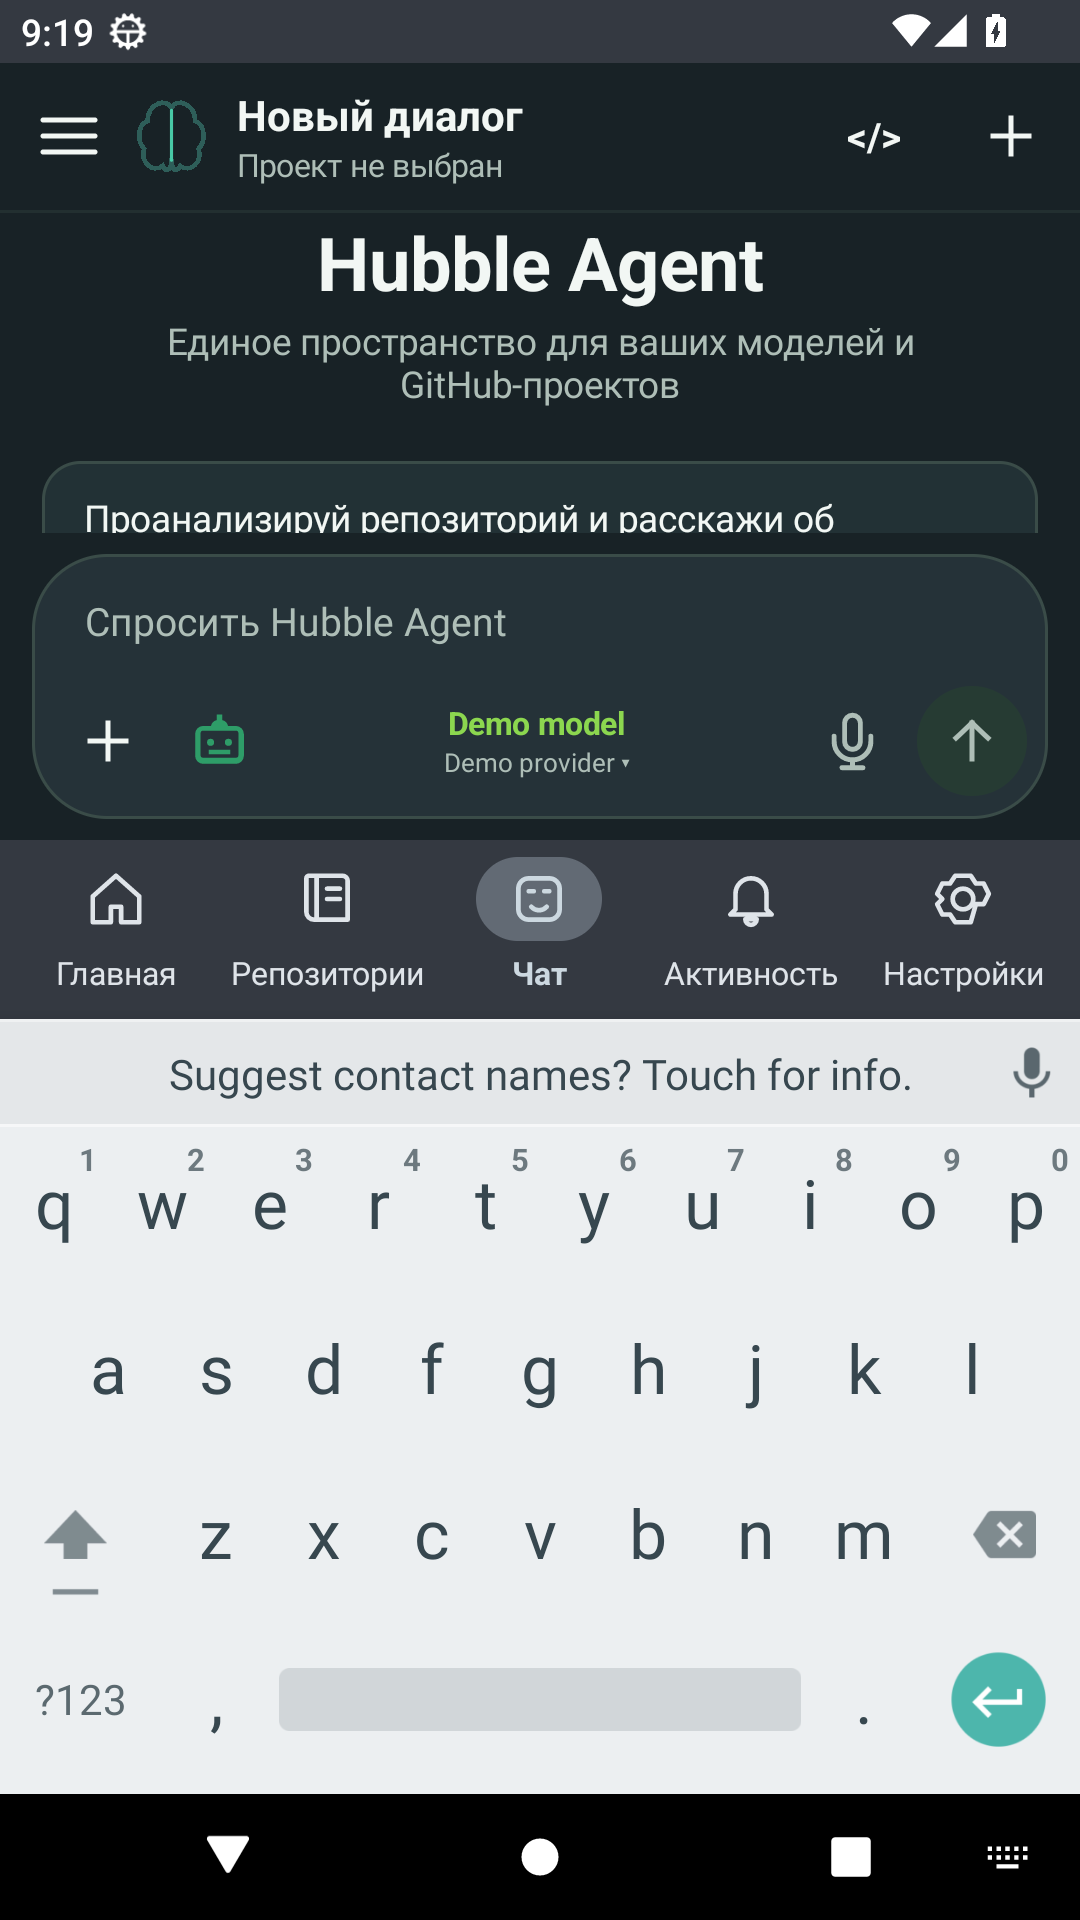 9:19
Новый диалог
Проект не выбран
</>
Hubble Agent
Единое пространство для ваших моделей и
GitHub-проектов
Проанализируй репозиторий и расскажи об
Спросить Hubble Agent
Demo model
Demo provider ▾
Главная
Репозитории
Чат
Активность
Настройки
Suggest contact names? Touch for info.
1 2 3 4 5 6 7 8 9 0
q w e r t y u i o p
a s d f g h j k l
z x c v b n m
?123 , .